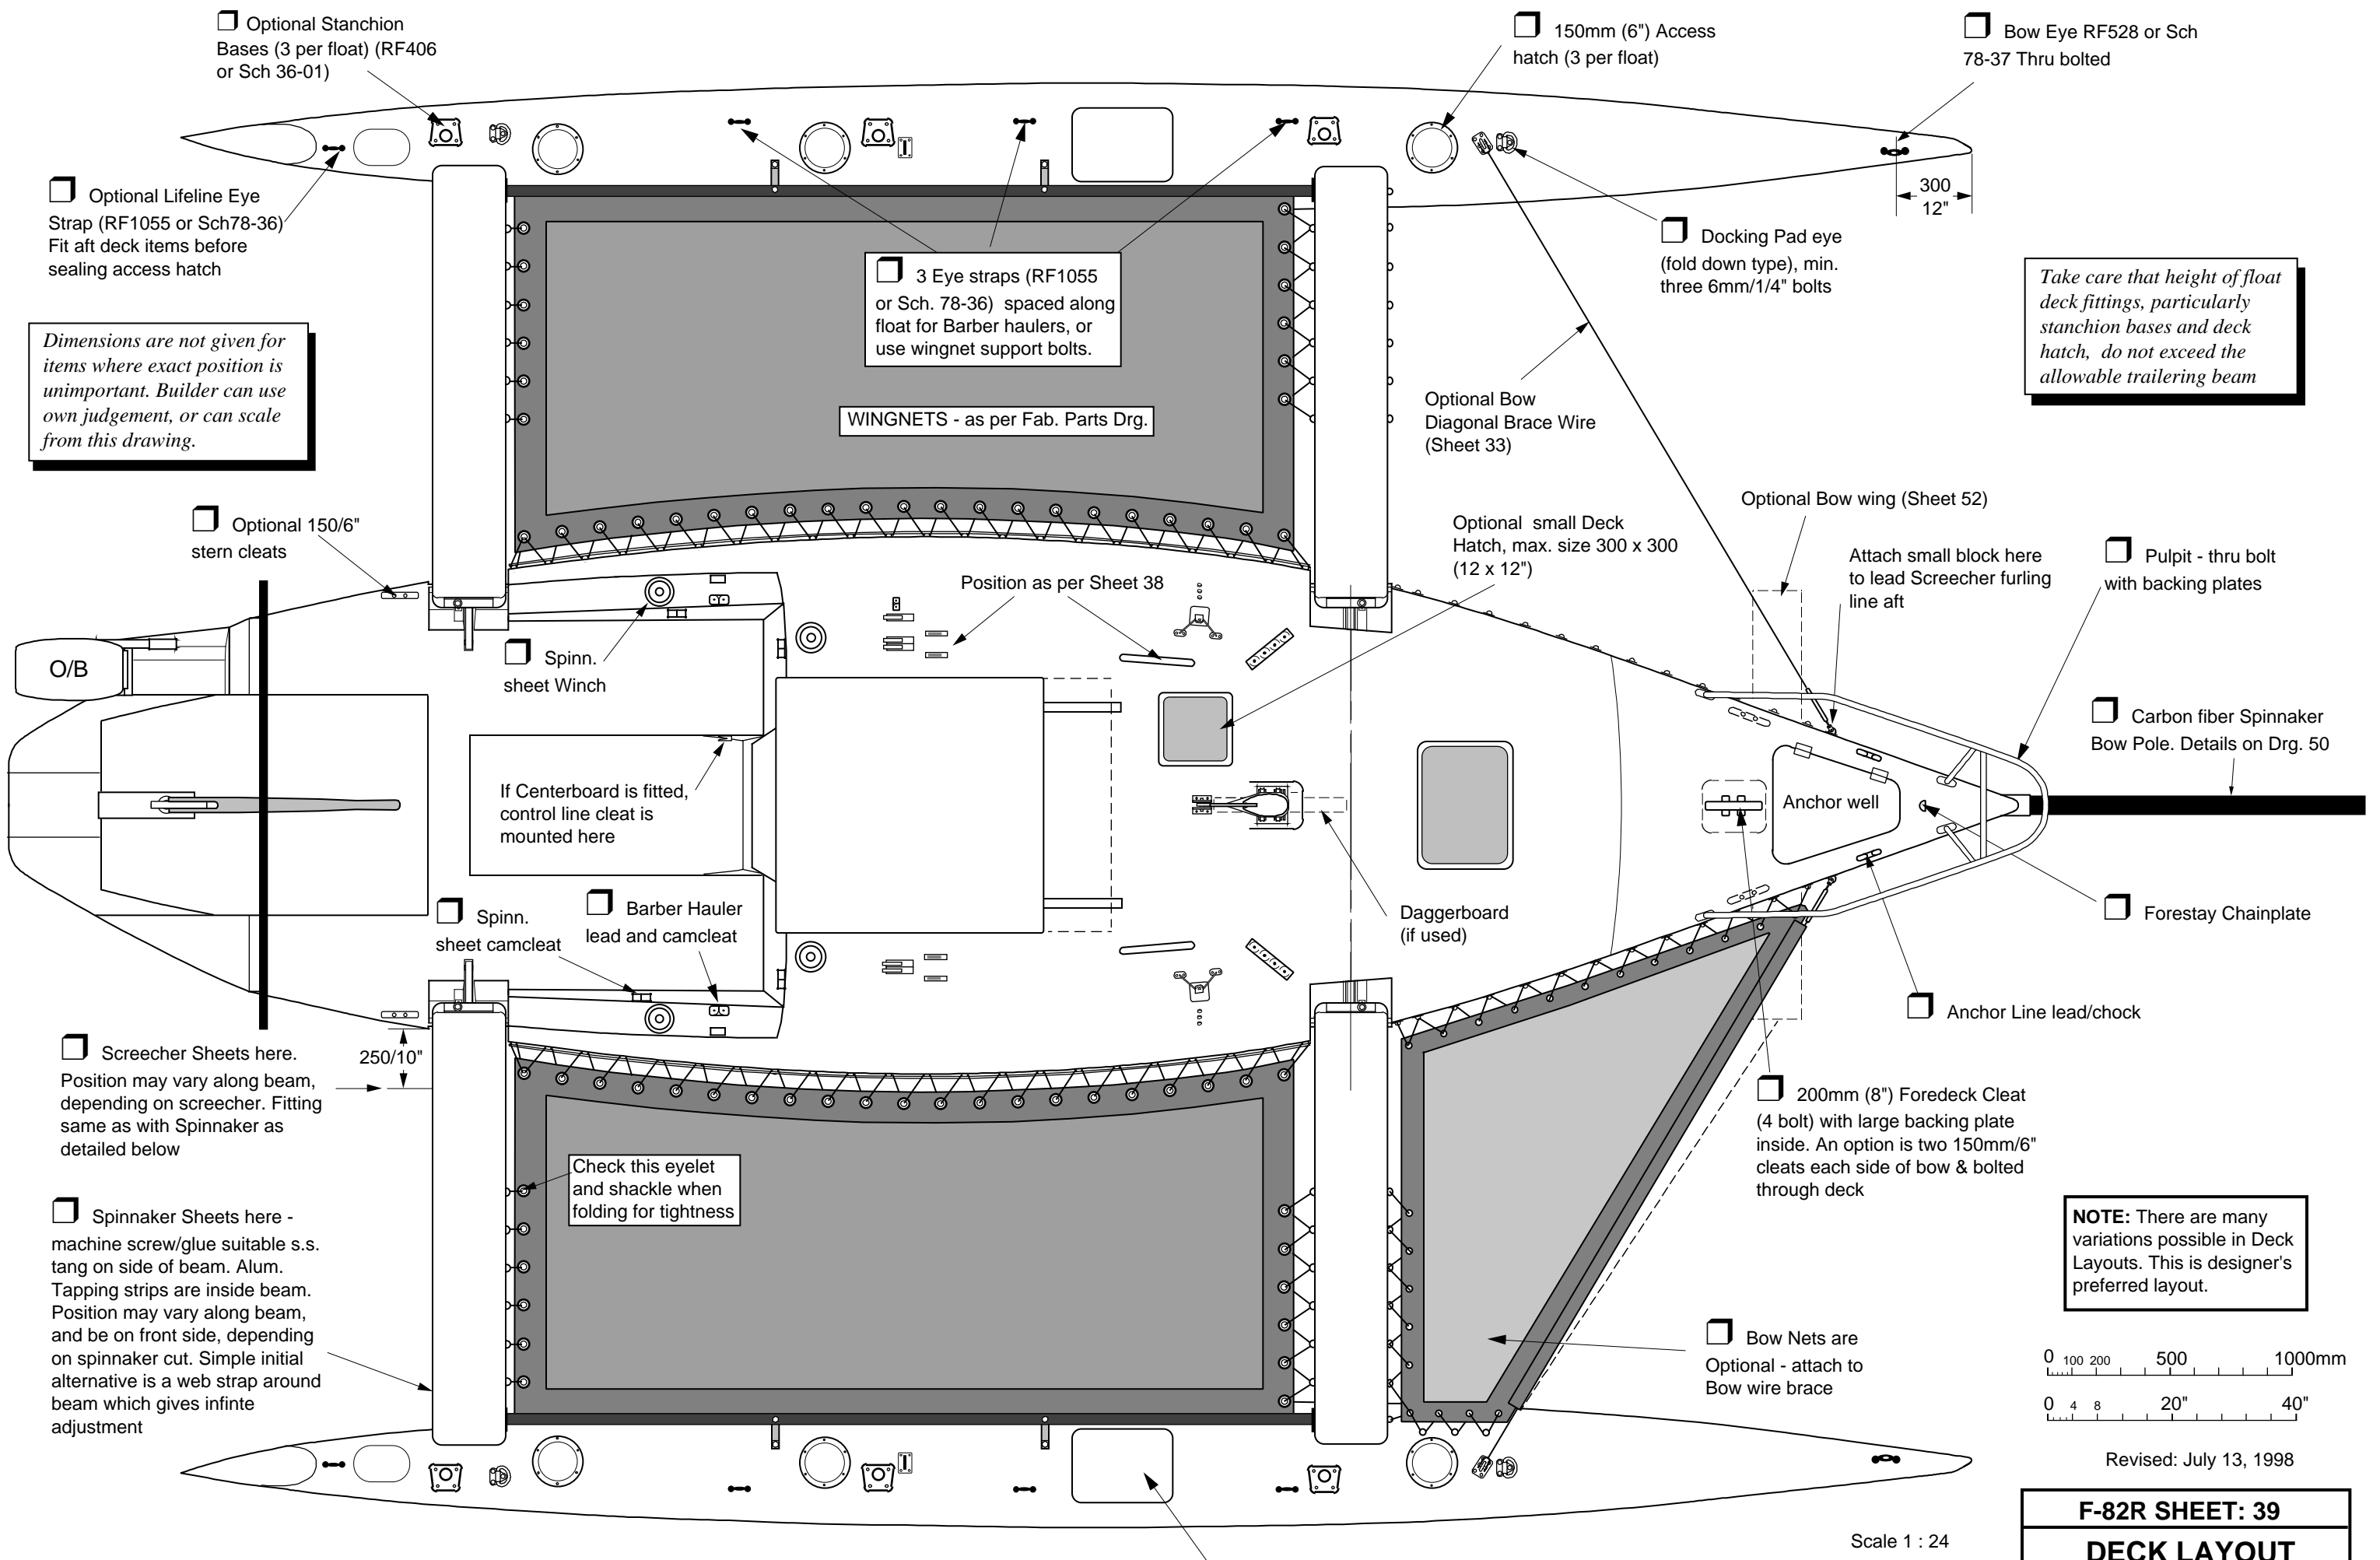 Optional Stanchion
Bases (3 per float) (RF406
or Sch 36-01)
150mm (6") Access
hatch (3 per float)
Bow Eye RF528 or Sch
78-37 Thru bolted
300
12"
Optional Lifeline Eye
Strap (RF1055 or Sch78-36)
Fit aft deck items before
sealing access hatch
3 Eye straps (RF1055
or Sch. 78-36) spaced along
float for Barber haulers, or
use wingnet support bolts.
Docking Pad eye
(fold down type), min.
three 6mm/1/4" bolts
Take care that height of float
deck fittings, particularly
stanchion bases and deck
hatch, do not exceed the
allowable trailering beam
Dimensions are not given for
items where exact position is
unimportant. Builder can use
own judgement, or can scale
from this drawing.
WINGNETS - as per Fab. Parts Drg.
Optional Bow
Diagonal Brace Wire
(Sheet 33)
Optional 150/6"
stern cleats
Optional small Deck
Hatch, max. size 300 x 300
(12 x 12")
Optional Bow wing (Sheet 52)
Attach small block here
to lead Screecher furling
line aft
Pulpit - thru bolt
with backing plates
Position as per Sheet 38
O/B
Spinn.
sheet Winch
Carbon fiber Spinnaker
Bow Pole. Details on Drg. 50
If Centerboard is fitted,
control line cleat is
mounted here
Anchor well
Spinn.
sheet camcleat
Barber Hauler
lead and camcleat
Daggerboard
(if used)
Forestay Chainplate
Anchor Line lead/chock
250/10"
Screecher Sheets here.
Position may vary along beam,
depending on screecher. Fitting
same as with Spinnaker as
detailed below
200mm (8") Foredeck Cleat
(4 bolt) with large backing plate
inside. An option is two 150mm/6"
cleats each side of bow & bolted
through deck
Check this eyelet
and shackle when
folding for tightness
Spinnaker Sheets here -
machine screw/glue suitable s.s.
tang on side of beam. Alum.
Tapping strips are inside beam.
Position may vary along beam,
and be on front side, depending
on spinnaker cut. Simple initial
alternative is a web strap around
beam which gives infinte
adjustment
NOTE: There are many
variations possible in Deck
Layouts. This is designer's
preferred layout.
Bow Nets are
Optional - attach to
Bow wire brace
0 100 200 500 1000mm
0 4 8 20" 40"
Revised: July 13, 1998
F-82R SHEET: 39
Scale 1 : 24
DECK LAYOUT